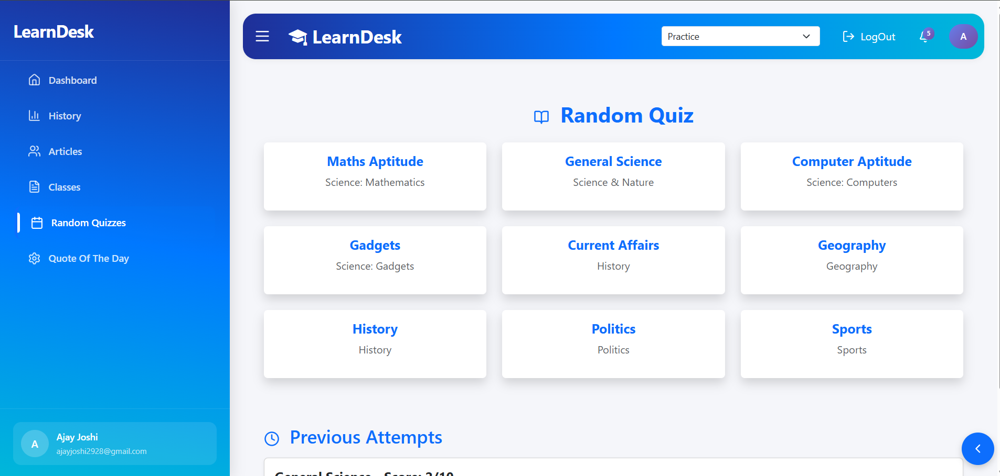 LearnDesk
Dashboard
History
Articles
Classes
Random Quizzes
Quote Of The Day
A
Ajay Joshi
ajayjoshi2928@gmail.com
LearnDesk
Practice
LogOut
5
A
Random Quiz
Maths Aptitude
Science: Mathematics
General Science
Science & Nature
Computer Aptitude
Science: Computers
Gadgets
Science: Gadgets
Current Affairs
History
Geography
Geography
History
History
Politics
Politics
Sports
Sports
Previous Attempts
General Science - Score: 2/10